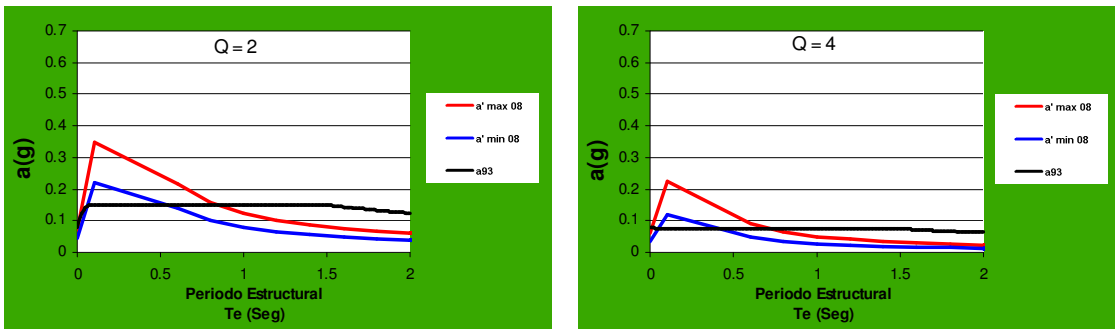 Q = 2
0.7
0.6
0.5
0.4
0.3
0.2
0.1
0
a(g)
0 0.5 1 1.5 2
Periodo Estructural
Te (Seg)
a' max 08
a' min 08
a93
Q = 4
0.7
0.6
0.5
0.4
0.3
0.2
0.1
0
a(g)
0 0.5 1 1.5 2
Periodo Estructural
Te (Seg)
a' max 08
a' min 08
a93